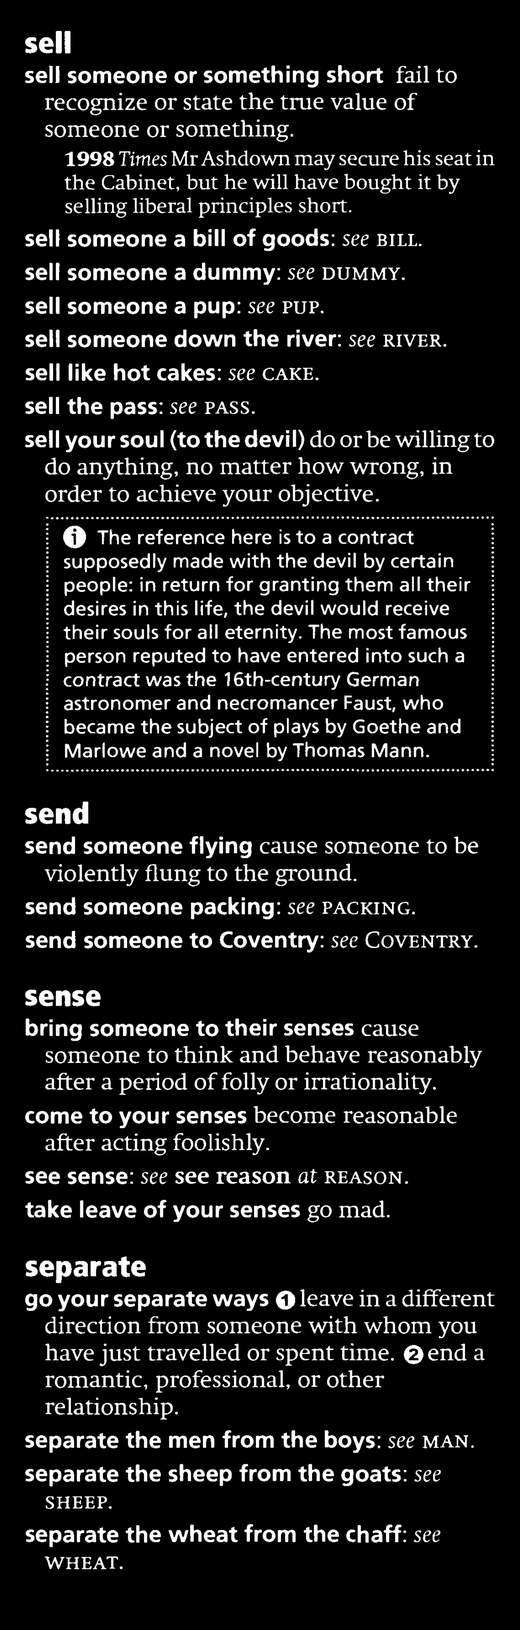 sell
sell someone or something short fail to
recognize or state the true value of
someone or something.
1998 Times Mr Ashdown may secure his seat in
the Cabinet, but he will have bought it by
selling liberal principles short.
sell someone a bill of goods: see BILL.
sell someone a dummy: see DUMMY.
sell someone a pup: see PUP.
sell someone down the river: see RIVER.
sell like hot cakes: see CAKE.
sell the pass: see PASS.
sell your soul (to the devil) do or be willing to
do anything, no matter how wrong, in
order to achieve your objective.
i The reference here is to a contract
supposedly made with the devil by certain
people: in return for granting them all their
desires in this life, the devil would receive
their souls for all eternity. The most famous
person reputed to have entered into such a
contract was the 16th-century German
astronomer and necromancer Faust, who
became the subject of plays by Goethe and
Marlowe and a novel by Thomas Mann.
send
send someone flying cause someone to be
violently flung to the ground.
send someone packing: see PACKING.
send someone to Coventry: see COVENTRY.
sense
bring someone to their senses cause
someone to think and behave reasonably
after a period of folly or irrationality.
come to your senses become reasonable
after acting foolishly.
see sense: see see reason at REASON.
take leave of your senses go mad.
separate
go your separate ways ❶ leave in a different
direction from someone with whom you
have just travelled or spent time. ❷ end a
romantic, professional, or other
relationship.
separate the men from the boys: see MAN.
separate the sheep from the goats: see
SHEEP.
separate the wheat from the chaff: see
WHEAT.